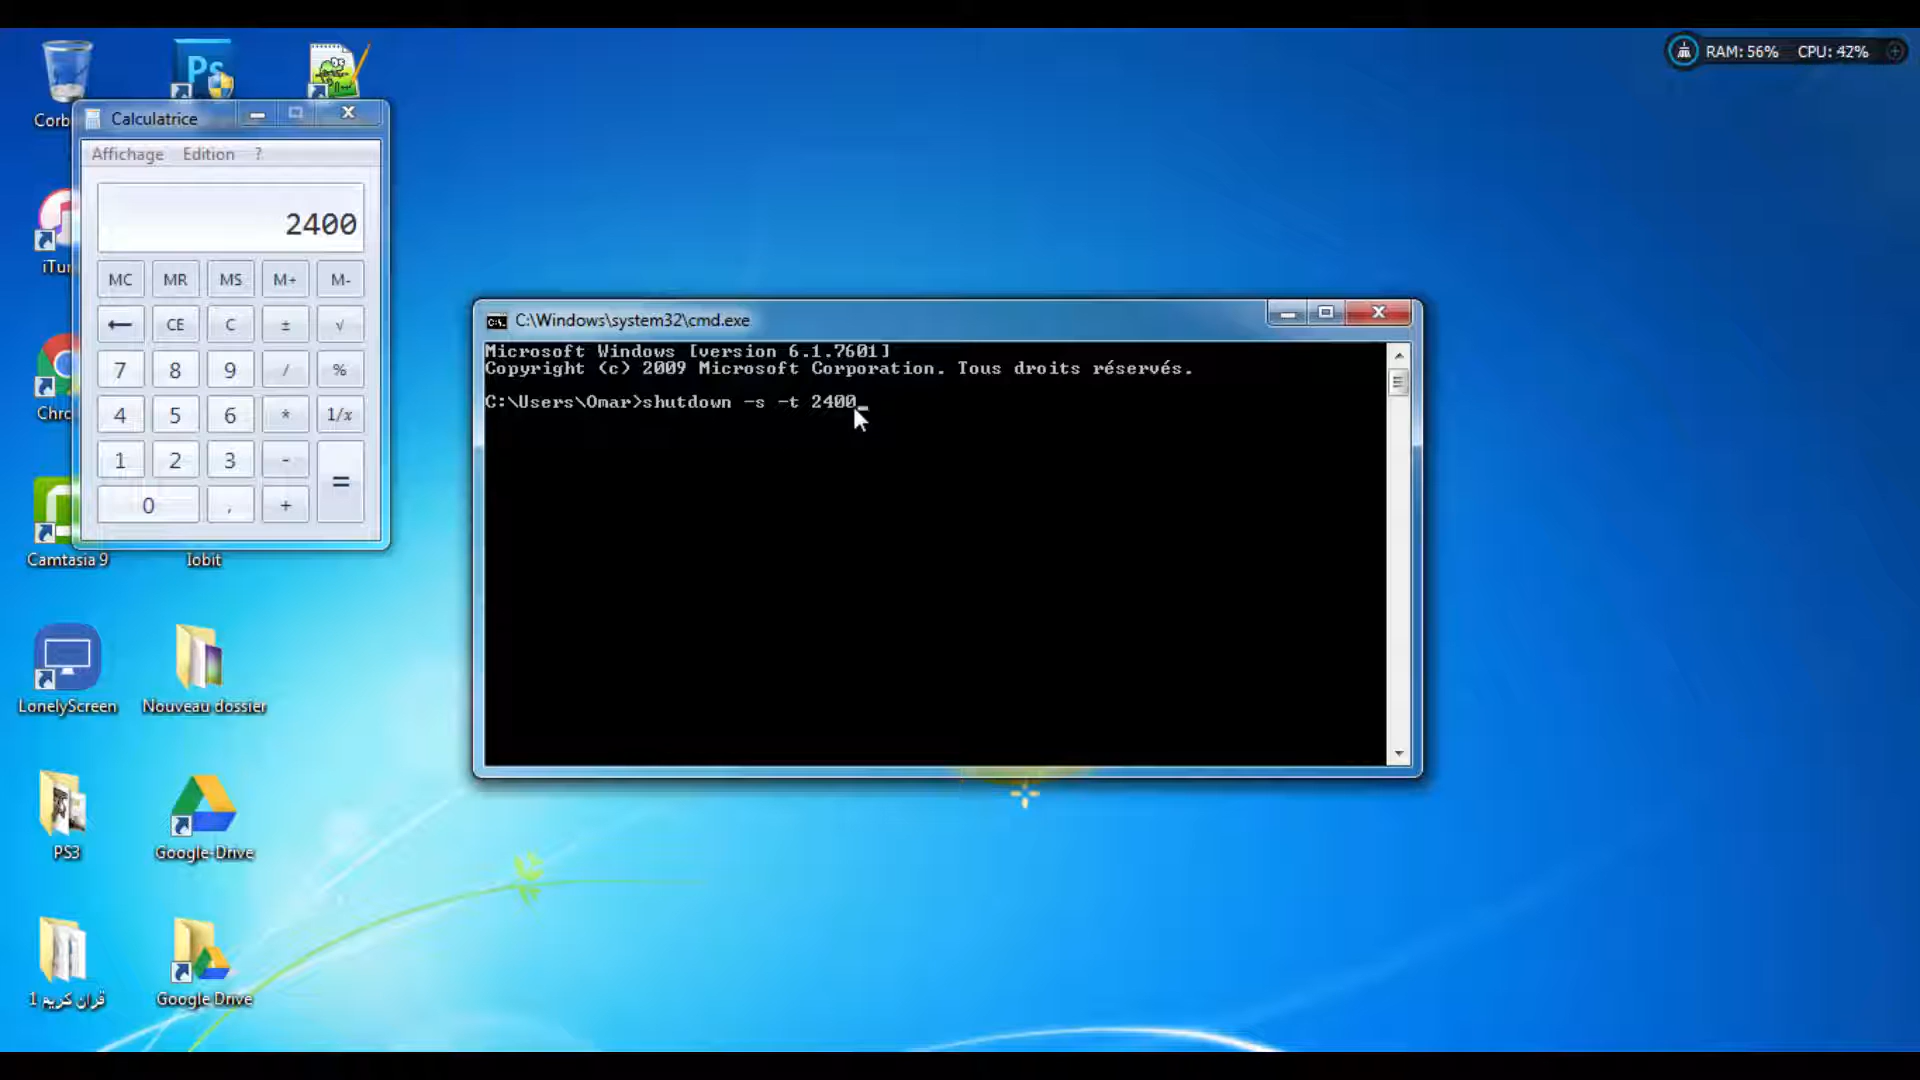 RAM: 56% CPU: 42%
Ps
Corb
Calculatrice
Affichage Edition ?
2400
MC MR MS M+ M-
← CE C ± √
7 8 9 / %
4 5 6 * 1/x
1 2 3 - =
0 , +
iTun
Chro
Camtasia 9
Iobit
LonelyScreen
Nouveau dossier
PS3
Google-Drive
قرآن كريم 1
Google Drive
C:\Windows\system32\cmd.exe
Microsoft Windows [version 6.1.7601]
Copyright (c) 2009 Microsoft Corporation. Tous droits réservés.
C:\Users\Omar>shutdown -s -t 2400_